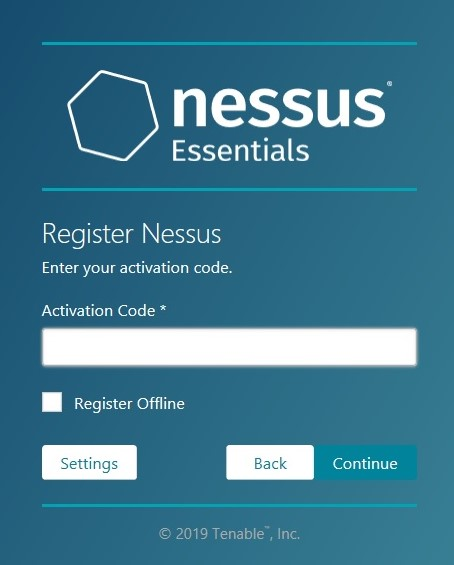 nessus®
Essentials
Register Nessus
Enter your activation code.
Activation Code *
Register Offline
Settings
Back
Continue
© 2019 Tenable™, Inc.